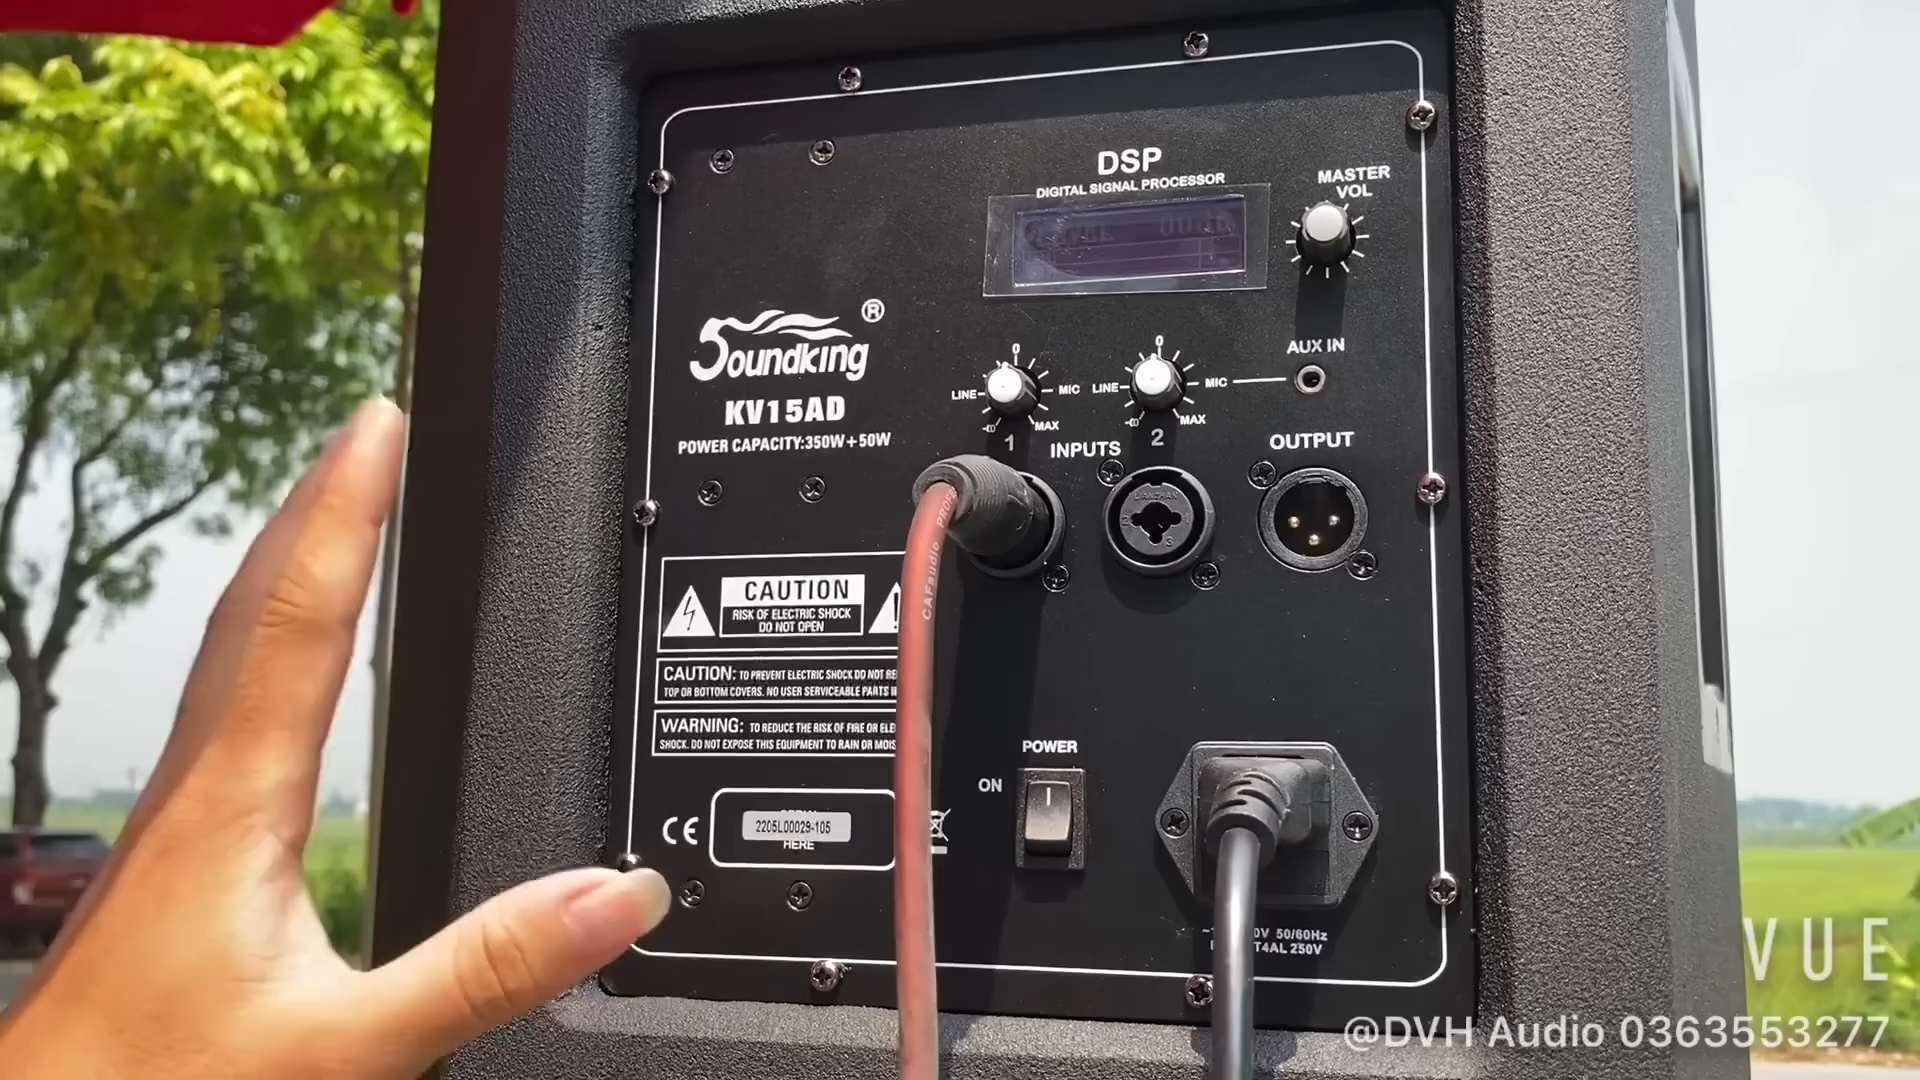 DSP
DIGITAL SIGNAL PROCESSOR
MASTER
VOL
Soundking ®
KV15AD
POWER CAPACITY:350W+50W
0
LINE
MIC
-∞
MAX
1
0
LINE
MIC
MAX
2
AUX IN
INPUTS
OUTPUT
LIANZHAN
CAFaudio
CAUTION
RISK OF ELECTRIC SHOCK
DO NOT OPEN
CAUTION: TO PREVENT ELECTRIC SHOCK DO NOT
TOP OR BOTTOM COVERS. NO USER SERVICEABLE PARTS
WARNING: TO REDUCE THE RISK OF FIRE OR
SHOCK. DO NOT EXPOSE THIS EQUIPMENT TO RAIN OR
POWER
ON
CE
2205L00029-105
HERE
50/60Hz
T4AL 250V
VUE
@DVH Audio 0363553277